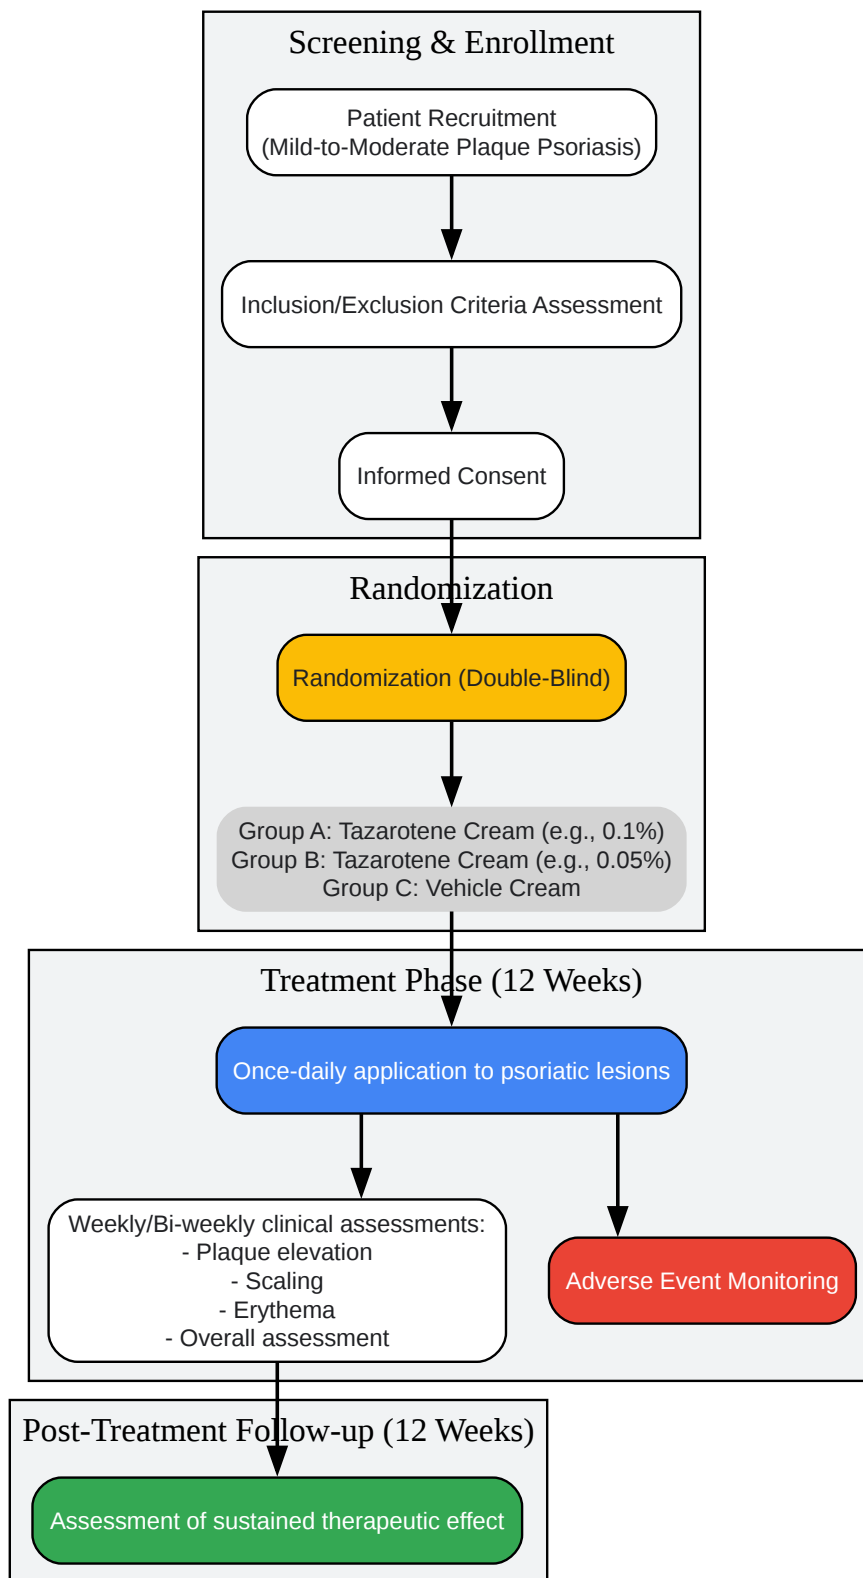 Screening & Enrollment
Patient Recruitment
(Mild-to-Moderate Plaque Psoriasis)
Inclusion/Exclusion Criteria Assessment
Informed Consent
Randomization
Randomization (Double-Blind)
Group A: Tazarotene Cream (e.g., 0.1%)
Group B: Tazarotene Cream (e.g., 0.05%)
Group C: Vehicle Cream
Treatment Phase (12 Weeks)
Once-daily application to psoriatic lesions
Weekly/Bi-weekly clinical assessments:
- Plaque elevation
- Scaling
- Erythema
- Overall assessment
Adverse Event Monitoring
Post-Treatment Follow-up (12 Weeks)
Assessment of sustained therapeutic effect